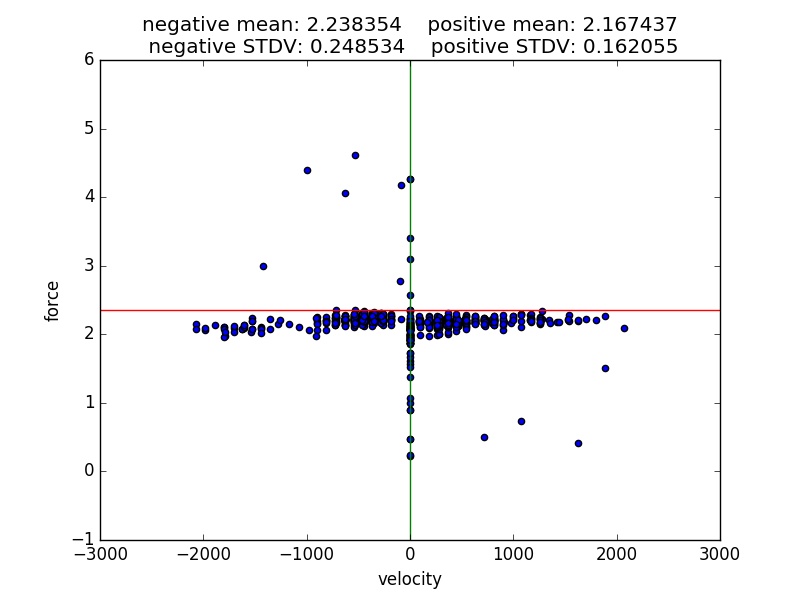 negative mean: 2.238354    positive mean: 2.167437
negative STDV: 0.248534    positive STDV: 0.162055
6
5
4
3
2
1
0
−1
force
−3000 −2000 −1000 0 1000 2000 3000
velocity